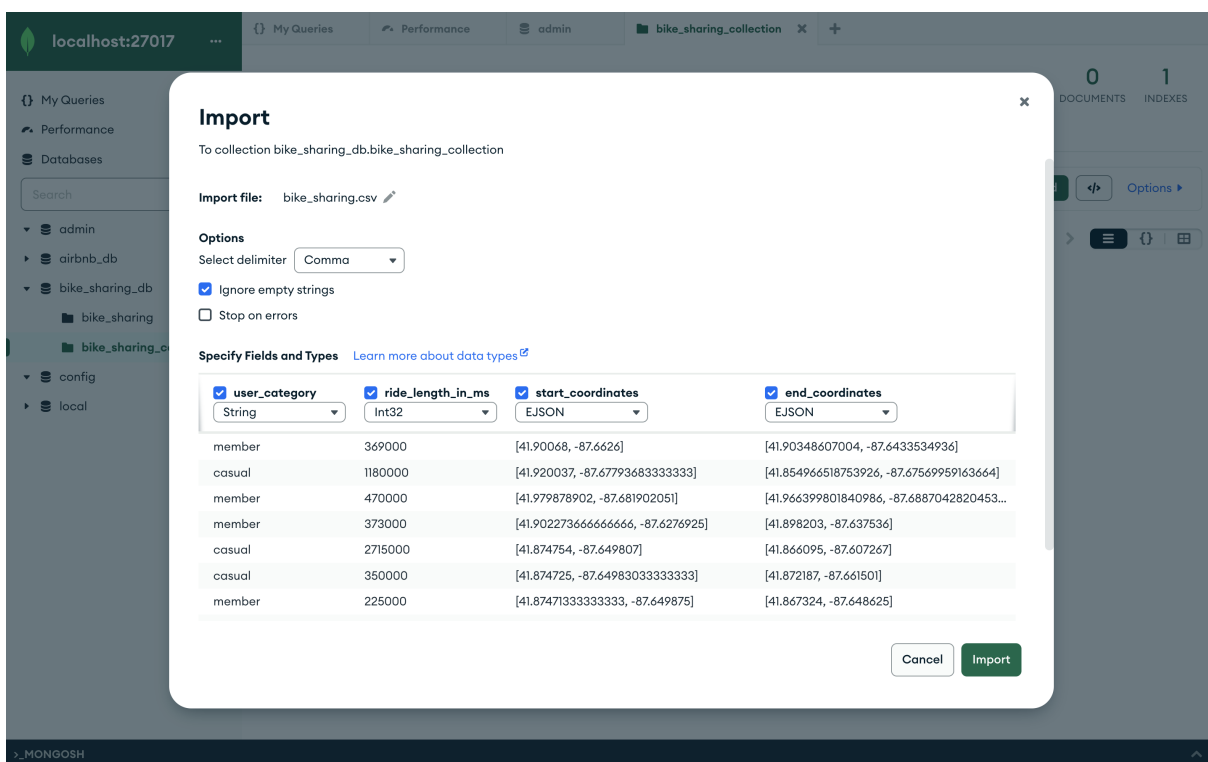 localhost:27017 ...
{} My Queries
Performance
admin
bike_sharing_collection
{} My Queries
Performance
Databases
Search
admin
airbnb_db
bike_sharing_db
bike_sharing
bike_sharing_c
config
local
0 1
DOCUMENTS INDEXES
</> Options
{}
Import
To collection bike_sharing_db.bike_sharing_collection
Import file: bike_sharing.csv
Options
Select delimiter Comma
Ignore empty strings
Stop on errors
Specify Fields and Types Learn more about data types
user_category ride_length_in_ms start_coordinates end_coordinates
String Int32 EJSON EJSON
member 369000 [41.90068, -87.6626] [41.90348607004, -87.6433534936]
casual 1180000 [41.920037, -87.67793683333333] [41.854966518753926, -87.67569959163664]
member 470000 [41.979878902, -87.681902051] [41.966399801840986, -87.6887042820453...
member 373000 [41.902273666666666, -87.6276925] [41.898203, -87.637536]
casual 2715000 [41.874754, -87.649807] [41.866095, -87.607267]
casual 350000 [41.874725, -87.64983033333333] [41.872187, -87.661501]
member 225000 [41.87471333333333, -87.649875] [41.867324, -87.648625]
Cancel Import
>_MONGOSH